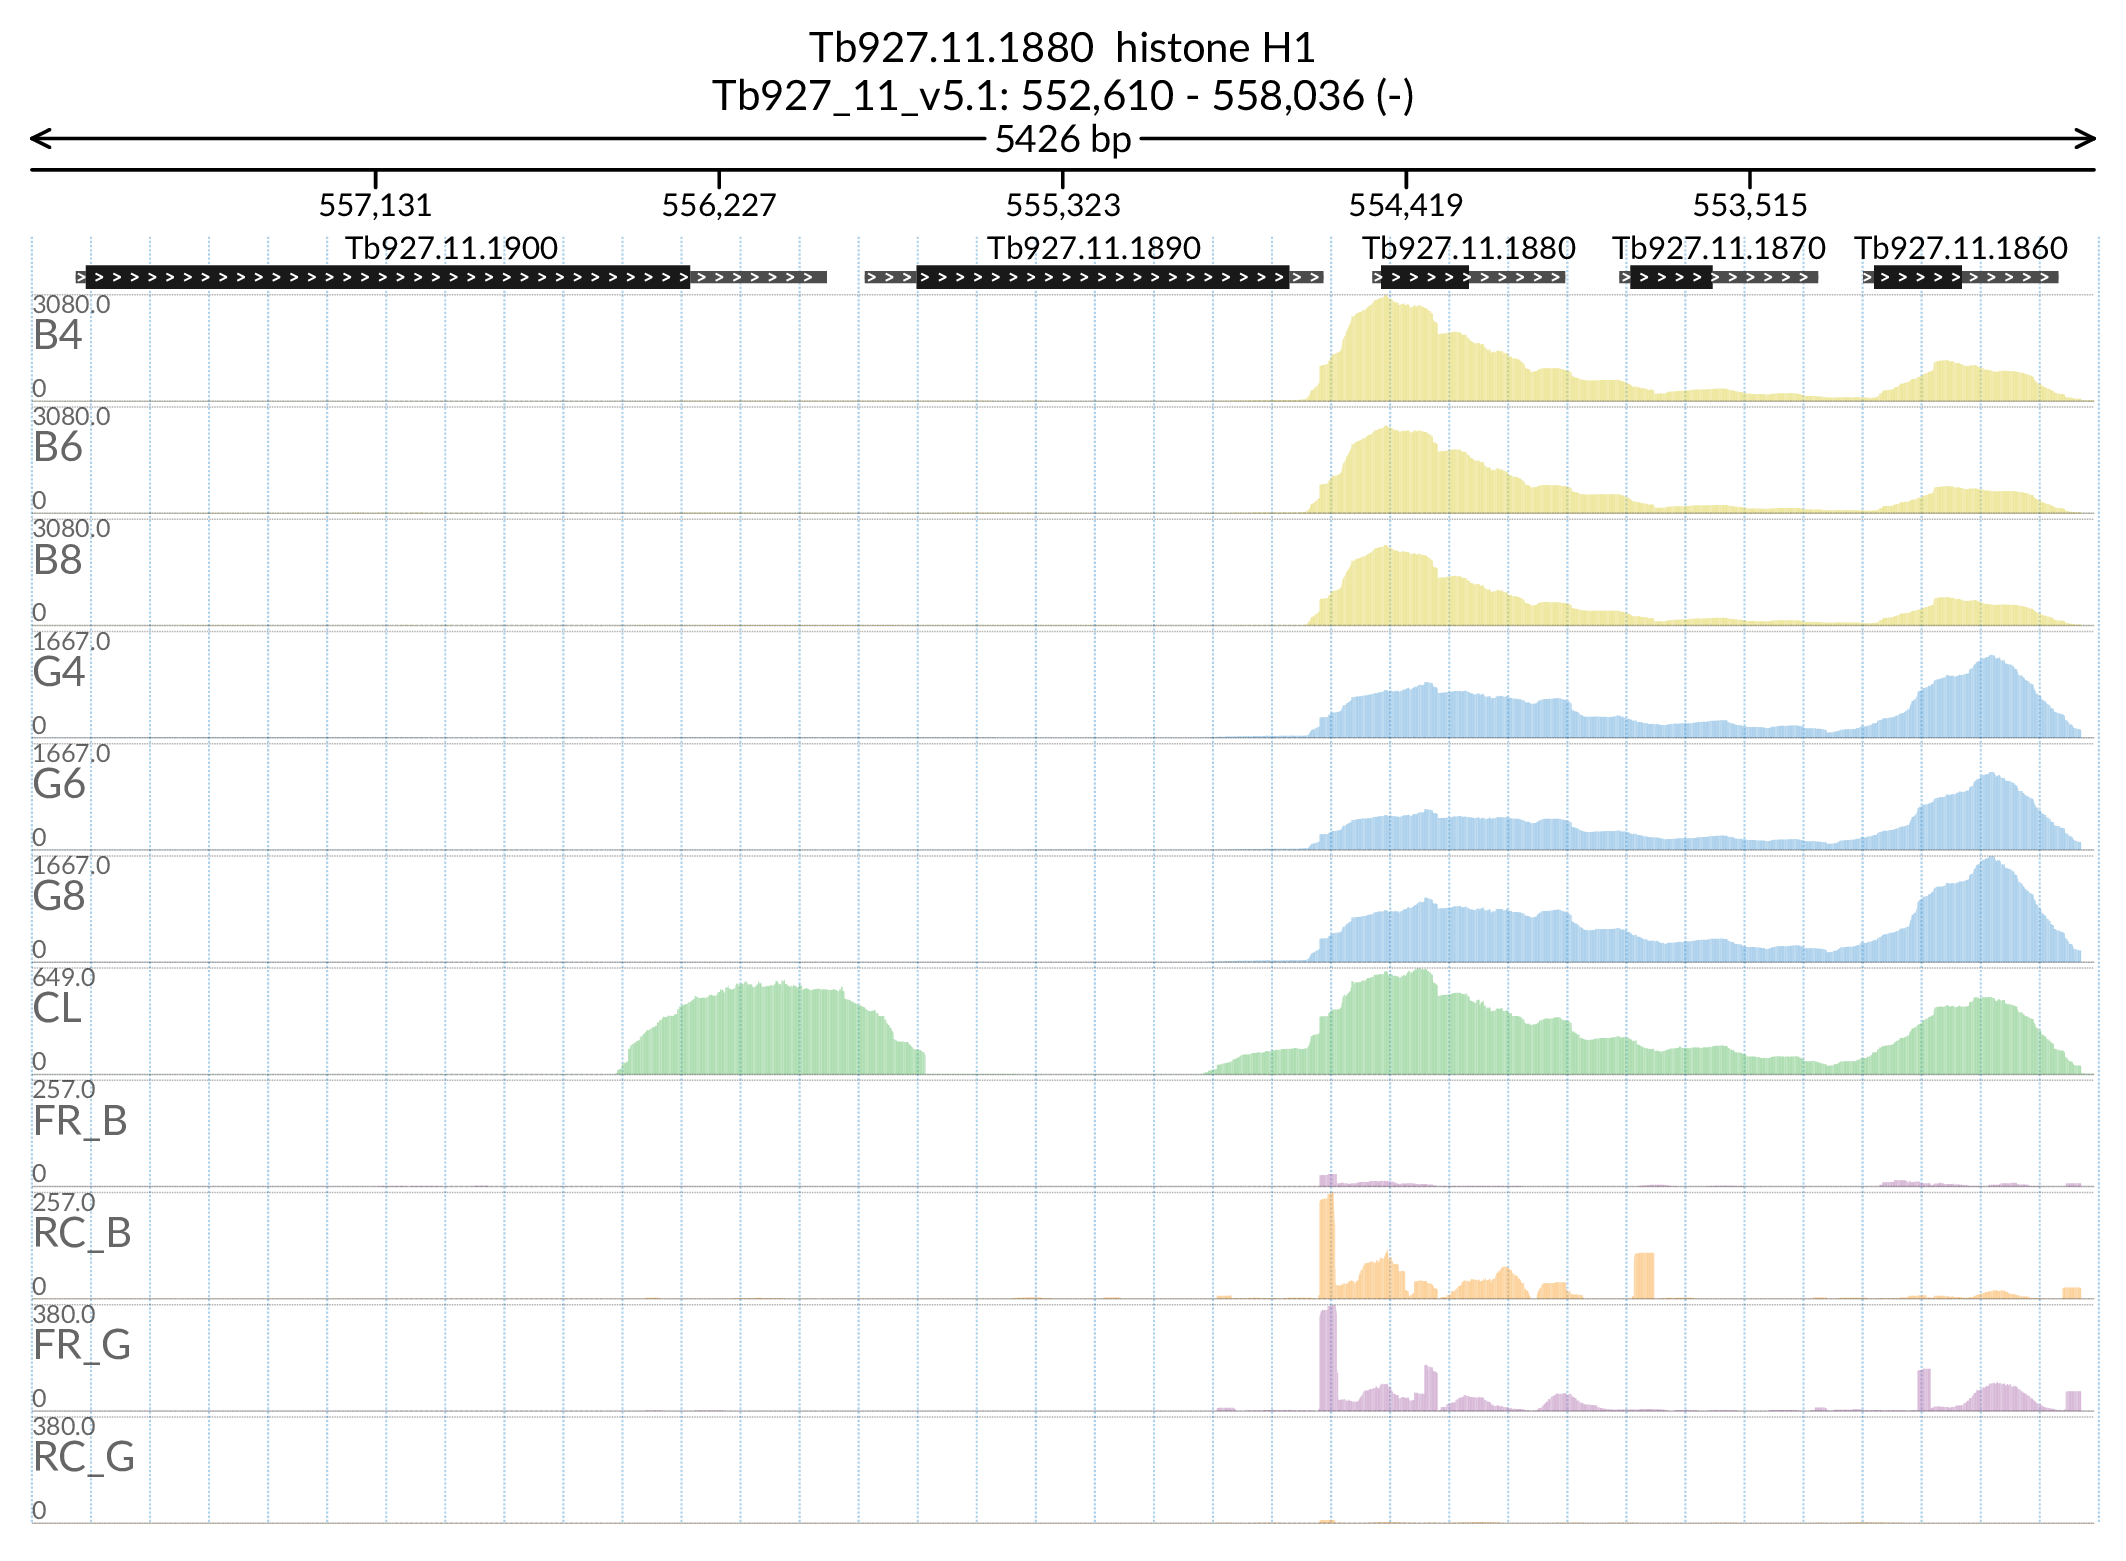 Tb927.11.1880  histone H1
Tb927_11_v5.1: 552,610 - 558,036 (-)
5426 bp
557,131 556,227 555,323 554,419 553,515
Tb927.11.1900 Tb927.11.1890 Tb927.11.1880 Tb927.11.1870 Tb927.11.1860
3080.0
B4
0
3080.0
B6
0
3080.0
B8
0
1667.0
G4
0
1667.0
G6
0
1667.0
G8
0
649.0
CL
0
257.0
FR_B
0
257.0
RC_B
0
380.0
FR_G
0
380.0
RC_G
0